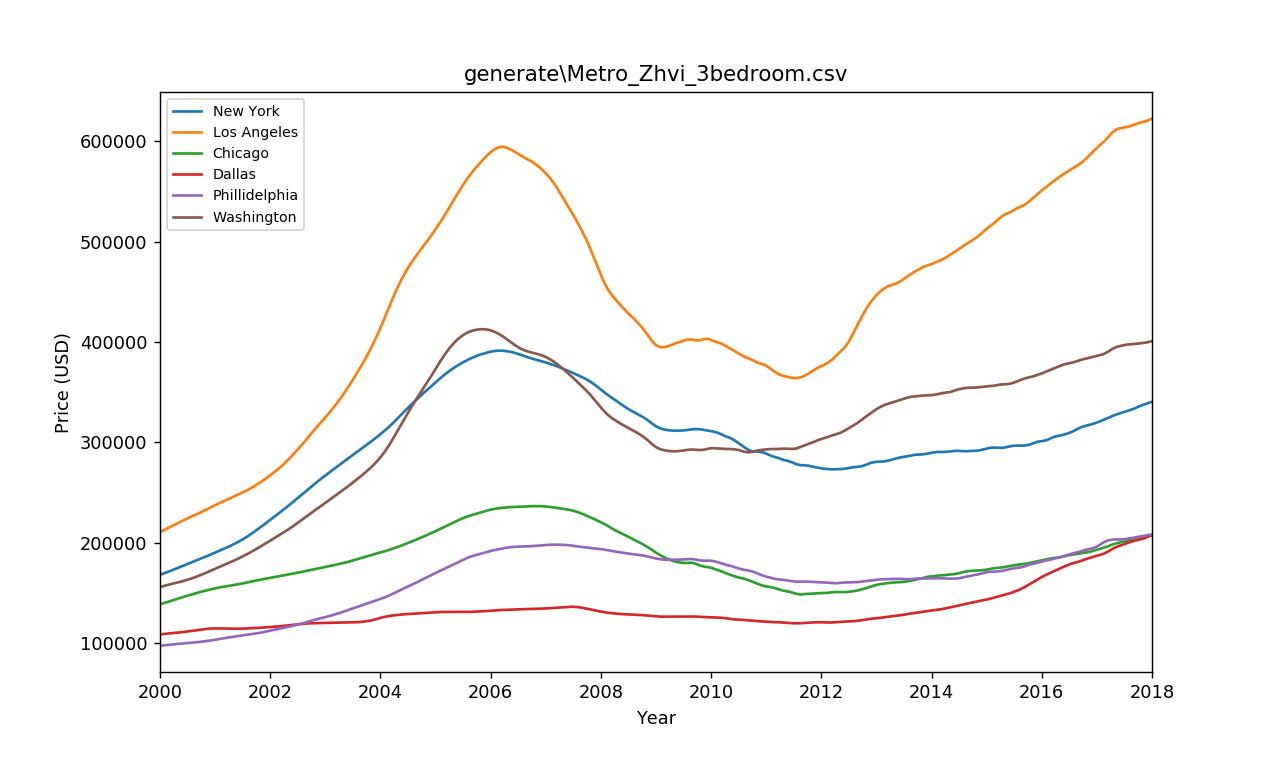 generate\Metro_Zhvi_3bedroom.csv
New York
Los Angeles
Chicago
Dallas
Phillidelphia
Washington
600000
500000
400000
300000
200000
100000
Price (USD)
2000 2002 2004 2006 2008 2010 2012 2014 2016 2018
Year